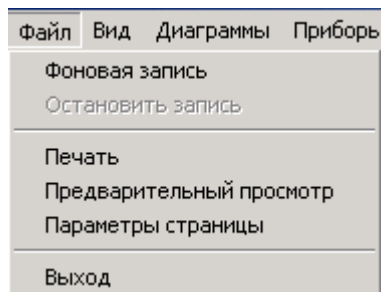 Файл Вид Диаграммы Приборь
Фоновая запись
Остановить запись
Печать
Предварительный просмотр
Параметры страницы
Выход